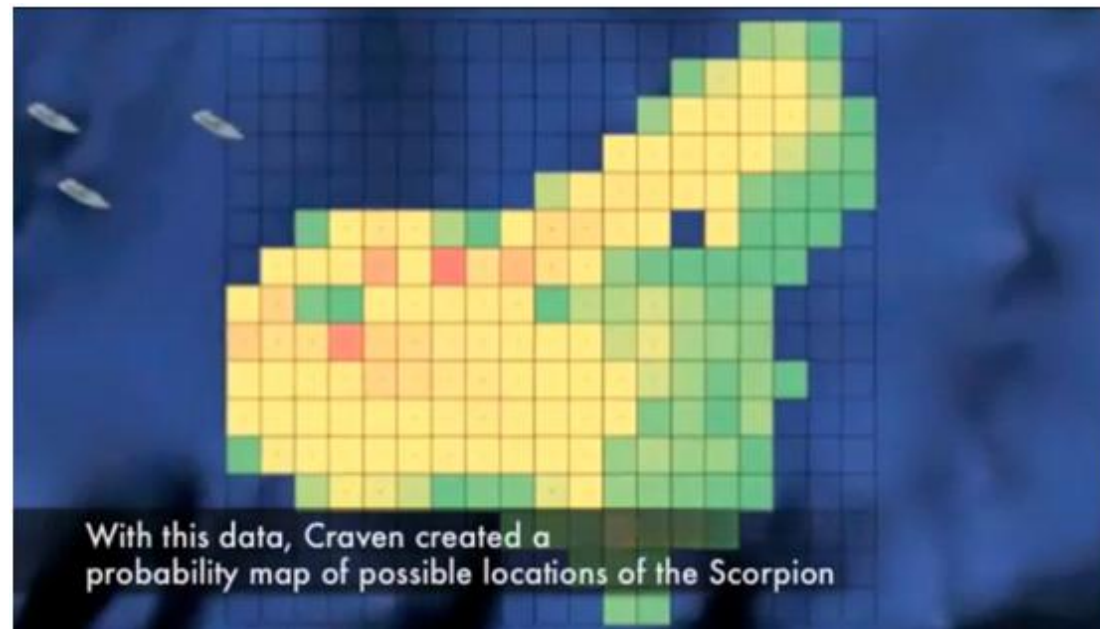 With this data, Craven created a
probability map of possible locations of the Scorpion